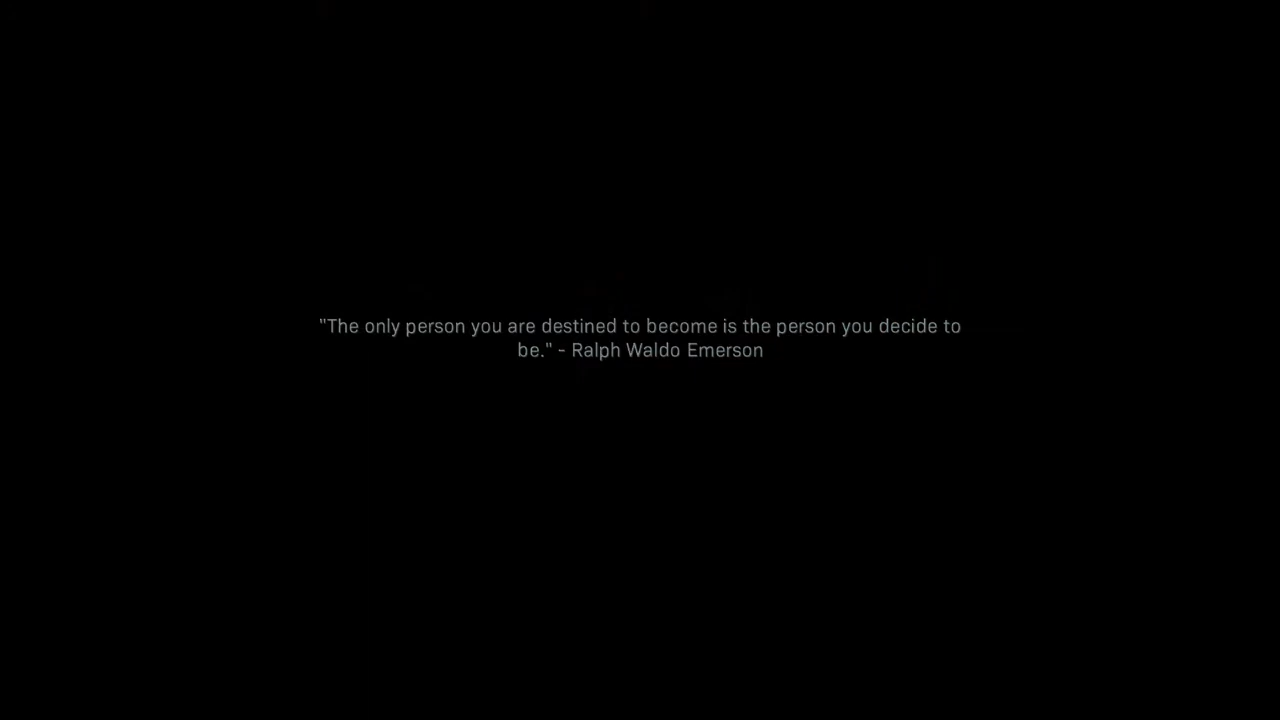 "The only person you are destined to become is the person you decide to
be." - Ralph Waldo Emerson